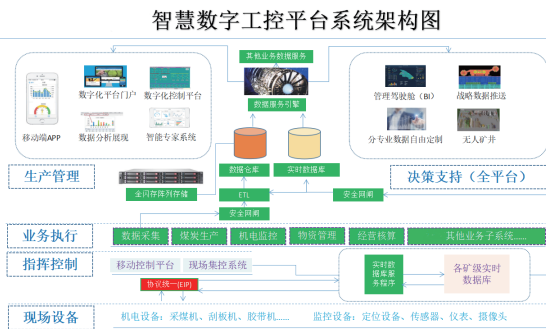 智慧数字工控平台系统架构图
其他业务数据服务
数字化平台门户
数字化控制平台
管理驾驶舱（BI）
战略数据推送
数据服务引擎
移动端APP
数据分析展现
智能专家系统
分专业数据自由定制
无人矿井
数据仓库
实时数据库
生产管理
决策支持（全平台）
全闪存阵列存储
ETL
安全网闸
安全网闸
业务执行
数据采集
煤炭生产
机电监控
物资管理
经营核算
其他业务子系统......
指挥控制
移动控制平台
现场集控系统
实时数
据库服
务程序
各矿级实时
数据库
协议统一(EIP)
现场设备
机电设备：采煤机、刮板机、胶带机......
监控设备：定位设备、传感器、仪表、摄像头